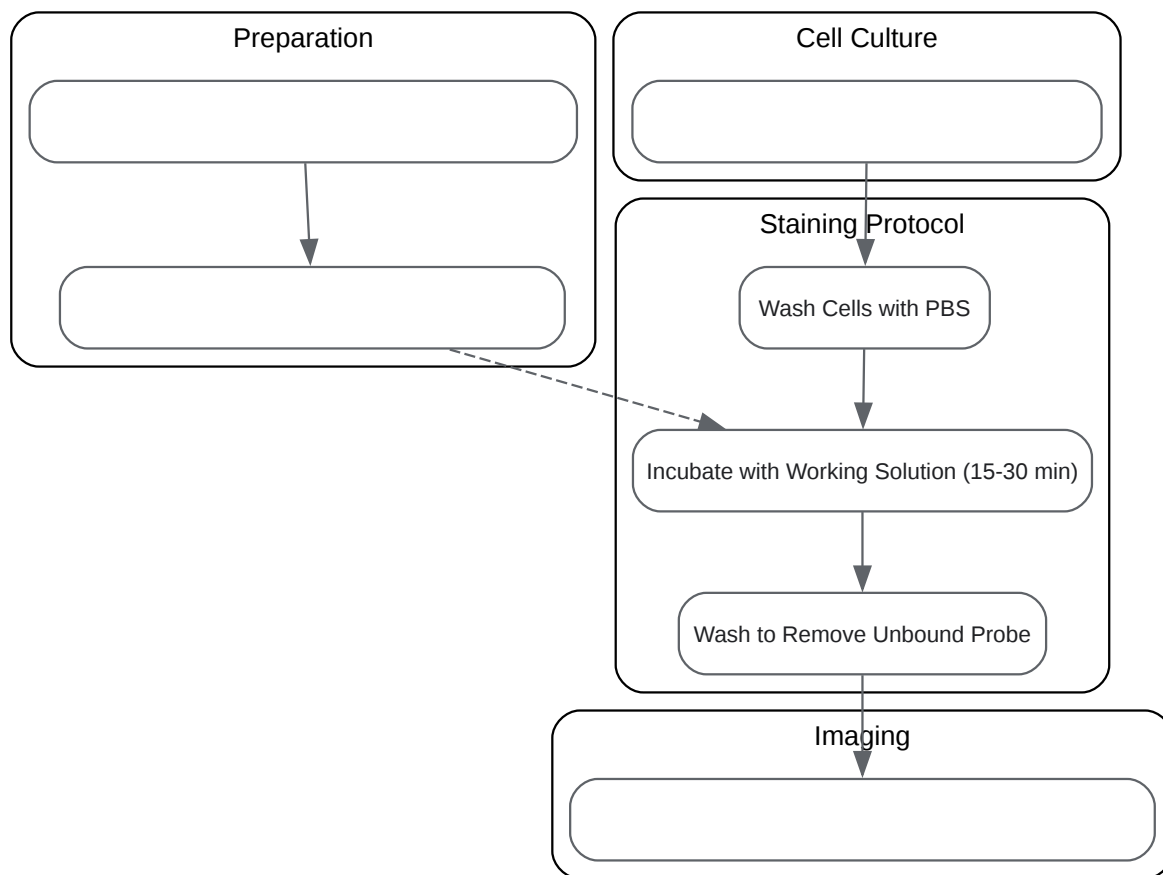 Preparation
Cell Culture
Staining Protocol
Wash Cells with PBS
Incubate with Working Solution (15-30 min)
Wash to Remove Unbound Probe
Imaging